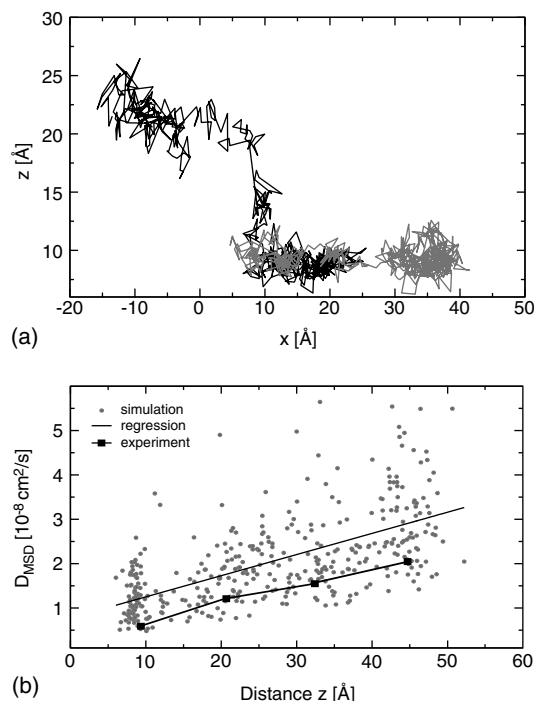 30
25
20
15
10
z [Å]
-20 -10 0 10 20 30 40 50
x [Å]
(a)
simulation
regression
experiment
5
4
3
2
1
D_MSD [10^-8 cm^2/s]
0 10 20 30 40 50 60
Distance z [Å]
(b)